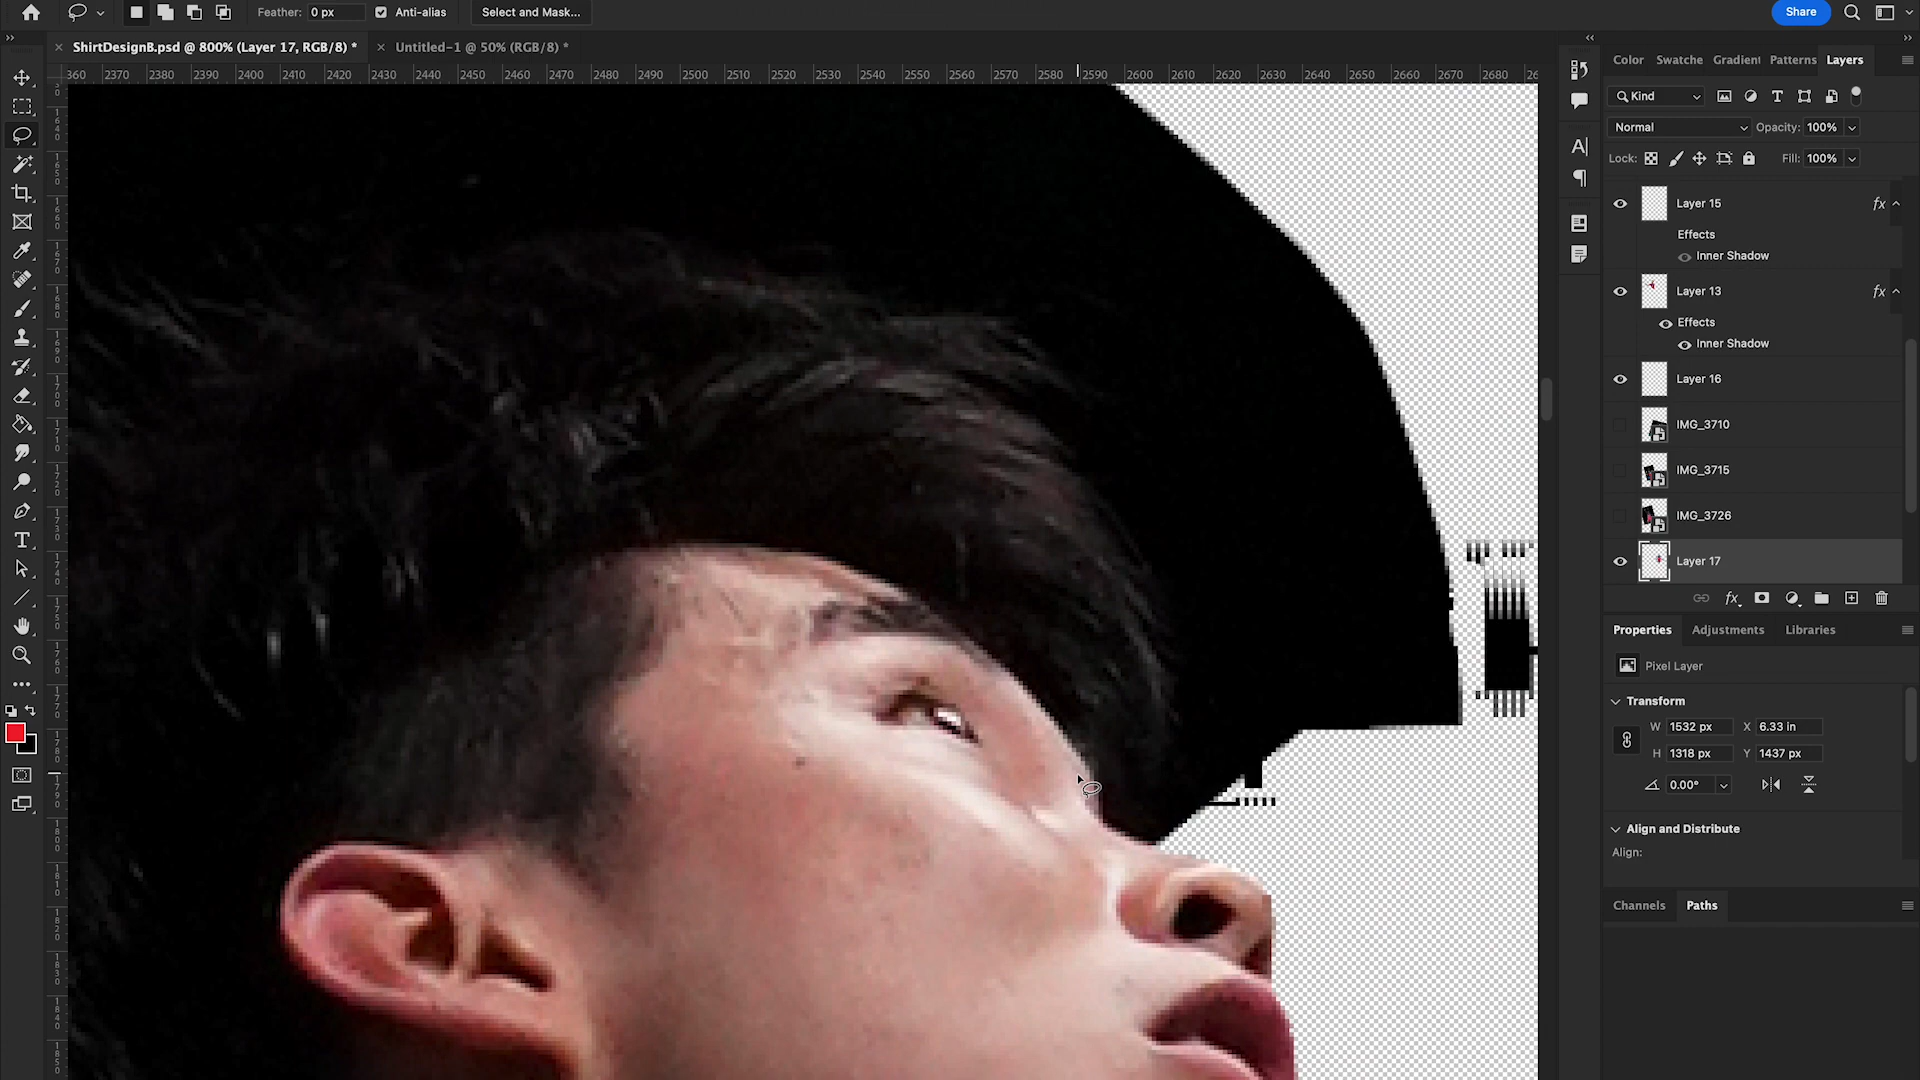 Feather: 0 px Anti-alias Select and Mask... Share
ShirtDesignB.psd @ 800% (Layer 17, RGB/8) * Untitled-1 @ 50% (RGB/8) *
360 2370 2380 2390 2400 2410 2420 2430 2440 2450 2460 2470 2480 2490 2500 2510 2520 2530 2540 2550 2560 2570 2580 2590 2600 2610 2620 2630 2640 2650 2660 2670 2680 26
Color Swatche Gradient Patterns Layers
Kind
Normal Opacity: 100%
Lock: Fill: 100%
Layer 15 fx
Effects
Inner Shadow
Layer 13 fx
Effects
Inner Shadow
Layer 16
IMG_3710
IMG_3715
IMG_3726
Layer 17
fx
Properties Adjustments Libraries
Pixel Layer
Transform
W 1532 px X 6.33 in
H 1318 px Y 1437 px
0.00°
Align and Distribute
Align:
Channels Paths